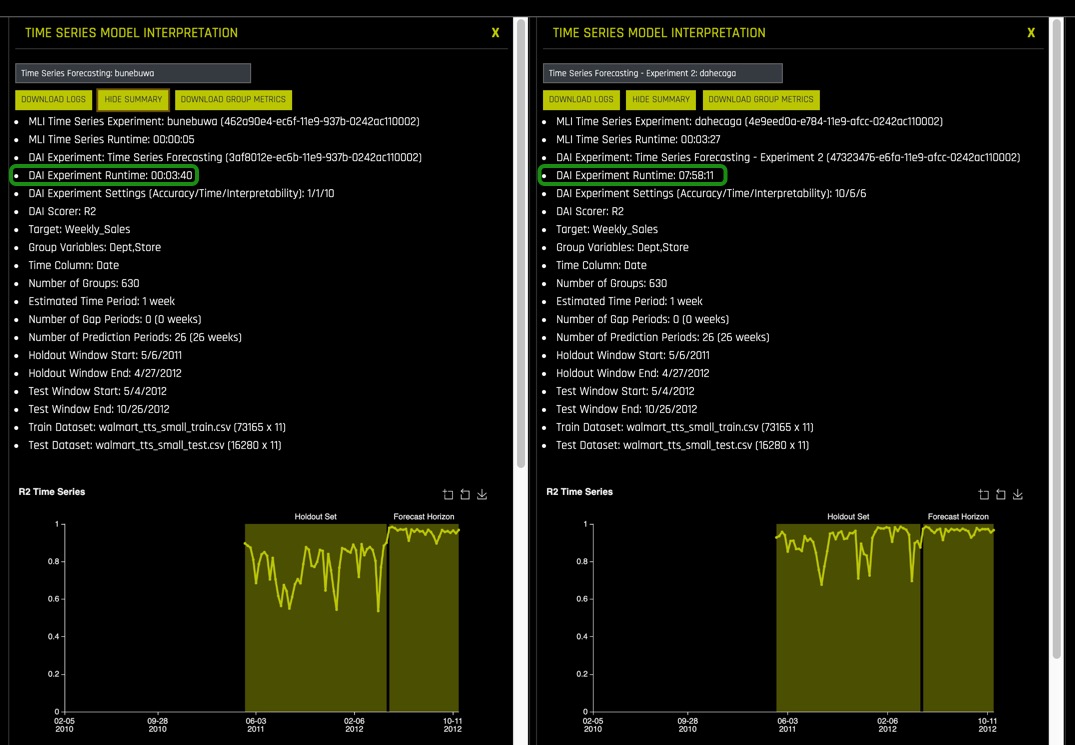 TIME SERIES MODEL INTERPRETATION
X
Time Series Forecasting: bunebuwa
DOWNLOAD LOGS
HIDE SUMMARY
DOWNLOAD GROUP METRICS
MLI Time Series Experiment: bunebuwa (462a90e4-ec6f-11e9-937b-0242ac110002)
MLI Time Series Runtime: 00:00:05
DAI Experiment: Time Series Forecasting (3af8012e-ec6b-11e9-937b-0242ac110002)
DAI Experiment Runtime: 00:03:40
DAI Experiment Settings (Accuracy/Time/Interpretability): 1/1/10
DAI Scorer: R2
Target: Weekly_Sales
Group Variables: Dept,Store
Time Column: Date
Number of Groups: 630
Estimated Time Period: 1 week
Number of Gap Periods: 0 (0 weeks)
Number of Prediction Periods: 26 (26 weeks)
Holdout Window Start: 5/6/2011
Holdout Window End: 4/27/2012
Test Window Start: 5/4/2012
Test Window End: 10/26/2012
Train Dataset: walmart_tts_small_train.csv (73165 x 11)
Test Dataset: walmart_tts_small_test.csv (16280 x 11)
R2 Time Series
Holdout Set
Forecast Horizon
1
0.8
0.6
0.4
0.2
0
02-05 2010
09-28 2010
06-03 2011
02-06 2012
10-11 2012
TIME SERIES MODEL INTERPRETATION
X
Time Series Forecasting - Experiment 2: dahecaga
DOWNLOAD LOGS
HIDE SUMMARY
DOWNLOAD GROUP METRICS
MLI Time Series Experiment: dahecaga (4e9eed0a-e784-11e9-afcc-0242ac110002)
MLI Time Series Runtime: 00:03:27
DAI Experiment: Time Series Forecasting - Experiment 2 (47323476-e6fa-11e9-afcc-0242ac110002)
DAI Experiment Runtime: 07:58:11
DAI Experiment Settings (Accuracy/Time/Interpretability): 10/6/6
DAI Scorer: R2
Target: Weekly_Sales
Group Variables: Dept,Store
Time Column: Date
Number of Groups: 630
Estimated Time Period: 1 week
Number of Gap Periods: 0 (0 weeks)
Number of Prediction Periods: 26 (26 weeks)
Holdout Window Start: 5/6/2011
Holdout Window End: 4/27/2012
Test Window Start: 5/4/2012
Test Window End: 10/26/2012
Train Dataset: walmart_tts_small_train.csv (73165 x 11)
Test Dataset: walmart_tts_small_test.csv (16280 x 11)
R2 Time Series
Holdout Set
Forecast Horizon
1
0.8
0.6
0.4
0.2
0
02-05 2010
09-28 2010
06-03 2011
02-06 2012
10-11 2012